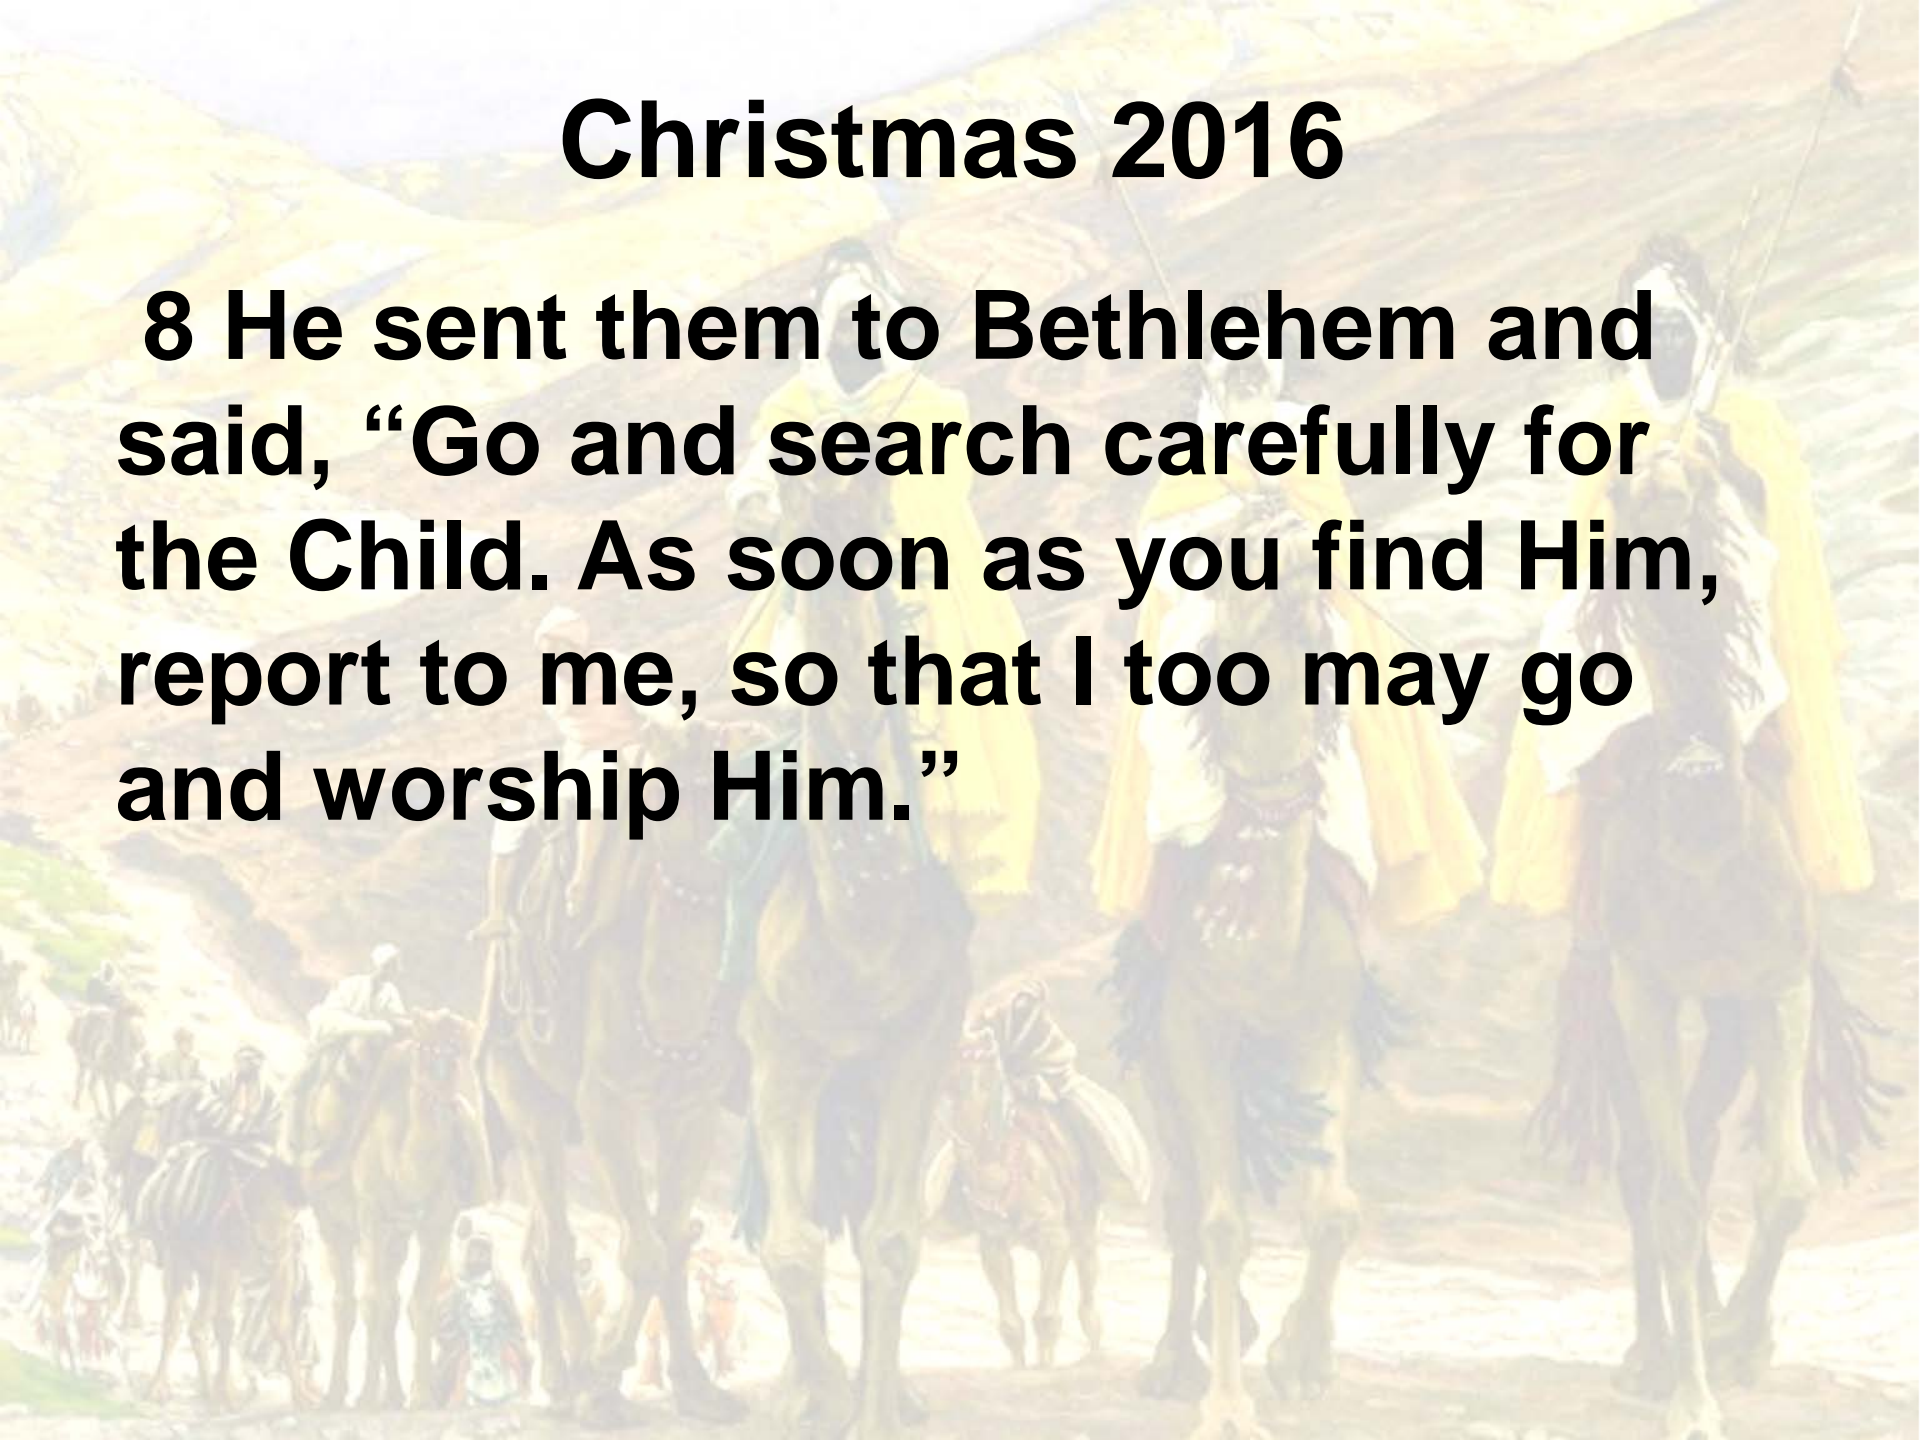 Christmas 2016
8 He sent them to Bethlehem and
said, “Go and search carefully for
the Child. As soon as you find Him,
report to me, so that I too may go
and worship Him.”